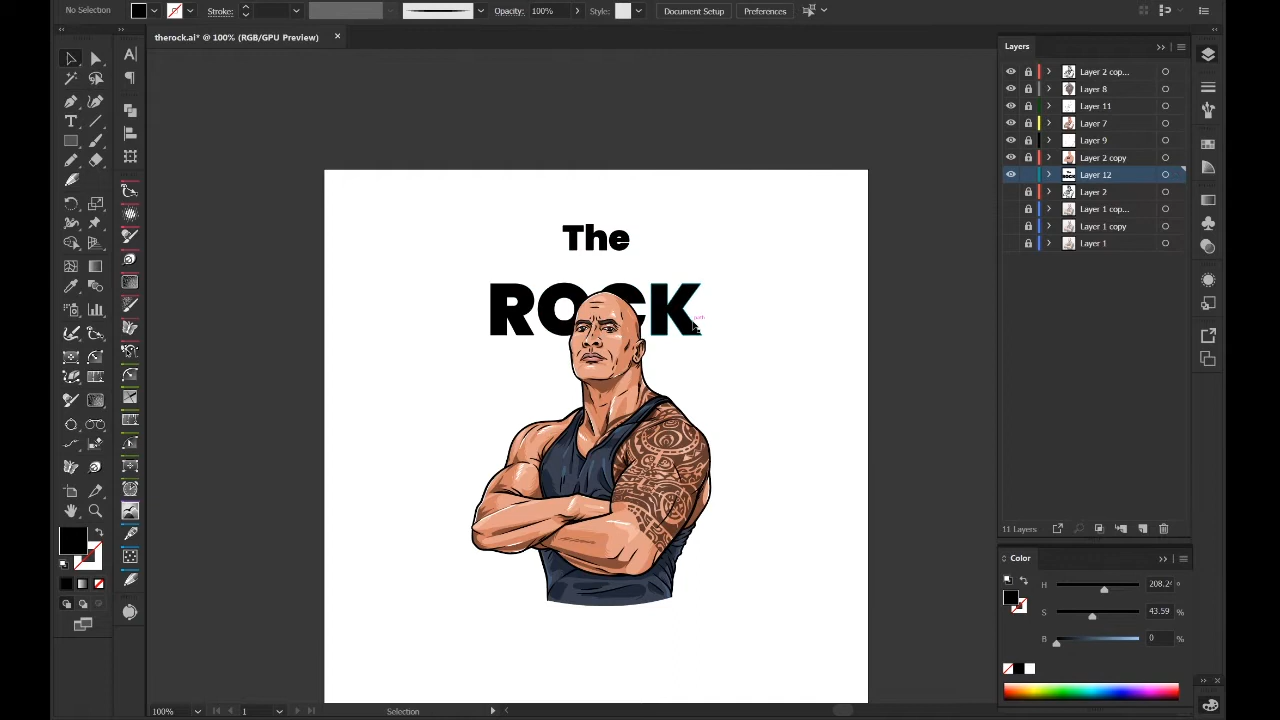 No Selection
Stroke:
Opacity: 100%
Style:
Document Setup
Preferences
therock.ai* @ 100% (RGB/GPU Preview)
Layers
Layer 2 cop...
Layer 8
Layer 11
Layer 7
Layer 9
Layer 2 copy
Layer 12
Layer 2
Layer 1 cop...
Layer 1 copy
Layer 1
The
ROCK
path
11 Layers
Color
H 208.24 °
S 43.59 %
B 0 %
100%
1
Selection